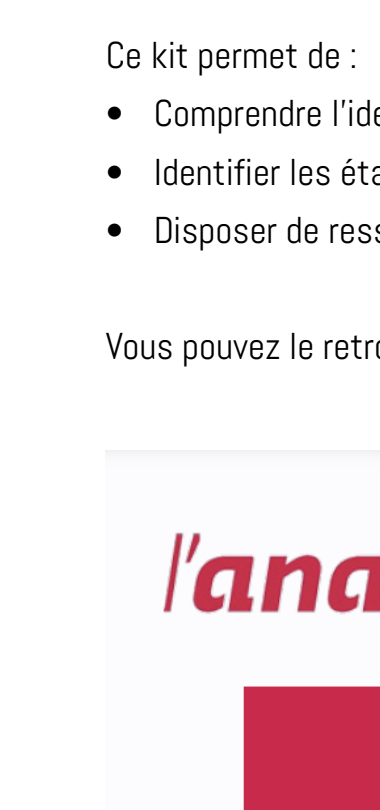 Ce kit permet de :
• Comprendre l'ide
• Identifier les éta
• Disposer de ress
Vous pouvez le retro
l'ana